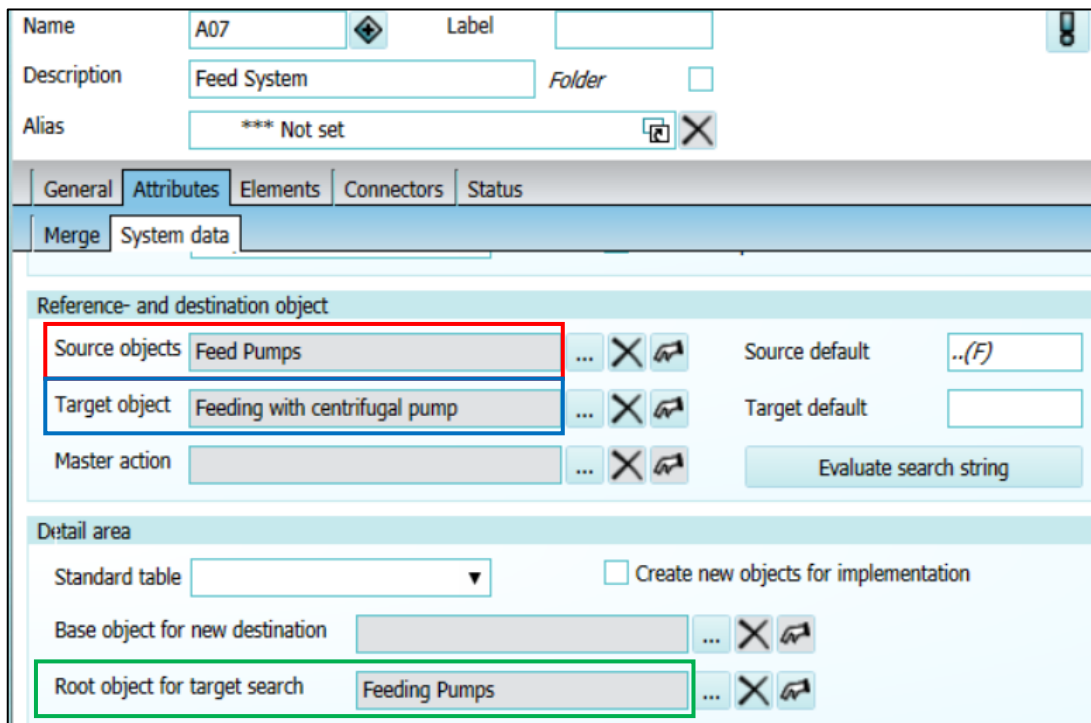 Name A07 Label
Description Feed System Folder
Alias *** Not set
General Attributes Elements Connectors Status
Merge System data
Reference- and destination object
Source objects Feed Pumps ... Source default ..(F)
Target object Feeding with centrifugal pump ... Target default
Master action ... Evaluate search string
Detail area
Standard table Create new objects for implementation
Base object for new destination ...
Root object for target search Feeding Pumps ...